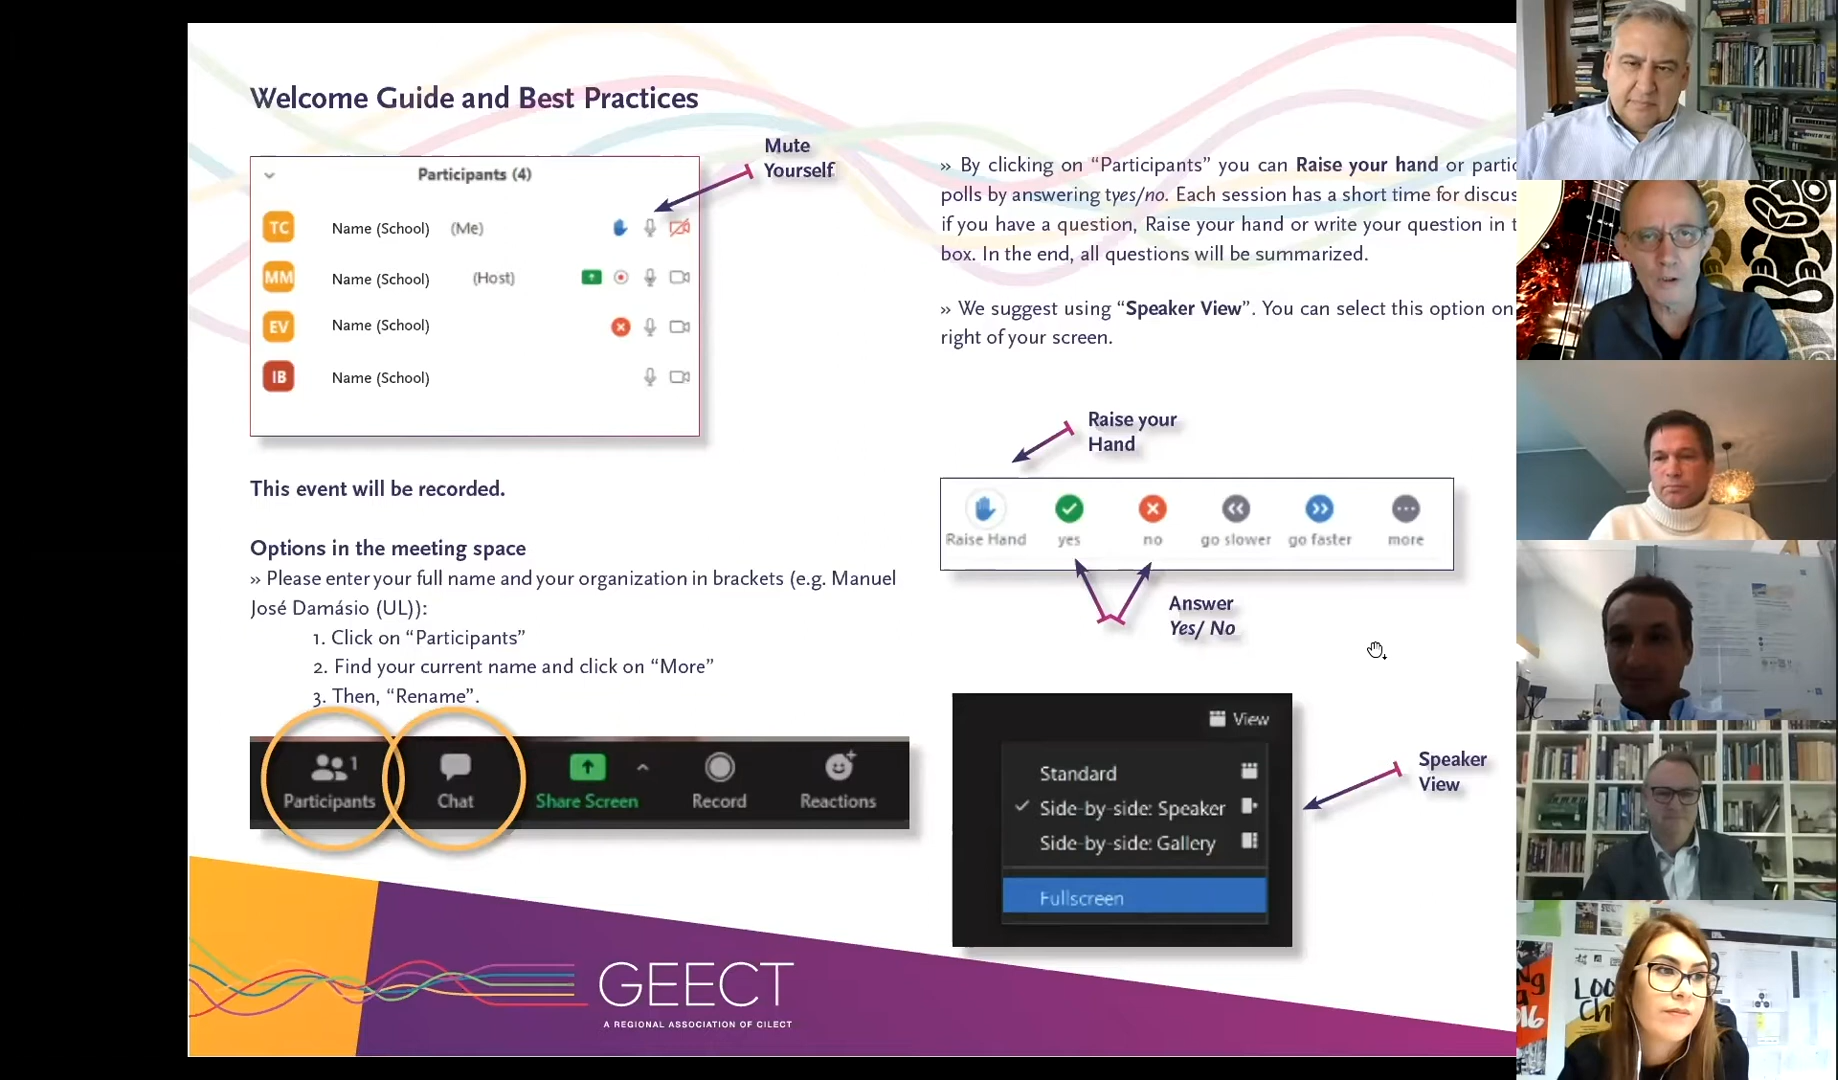 Welcome Guide and Best Practices
Mute
Yourself
Participants (4)
TC Name (School) (Me)
MM Name (School) (Host)
EV Name (School)
IB Name (School)
This event will be recorded.
Options in the meeting space
» Please enter your full name and your organization in brackets (e.g. Manuel
José Damásio (UL)):
1. Click on “Participants”
2. Find your current name and click on “More”
3. Then, “Rename”.
Participants 1
Chat
Share Screen
Record
Reactions
» By clicking on “Participants” you can Raise your hand or partic
polls by answering tyes/no. Each session has a short time for discus
if you have a question, Raise your hand or write your question in t
box. In the end, all questions will be summarized.
» We suggest using “Speaker View”. You can select this option on
right of your screen.
Raise your
Hand
Raise Hand yes no go slower go faster more
Answer
Yes/ No
View
Standard
Side-by-side: Speaker
Side-by-side: Gallery
Fullscreen
Speaker
View
GEECT
A REGIONAL ASSOCIATION OF CILECT